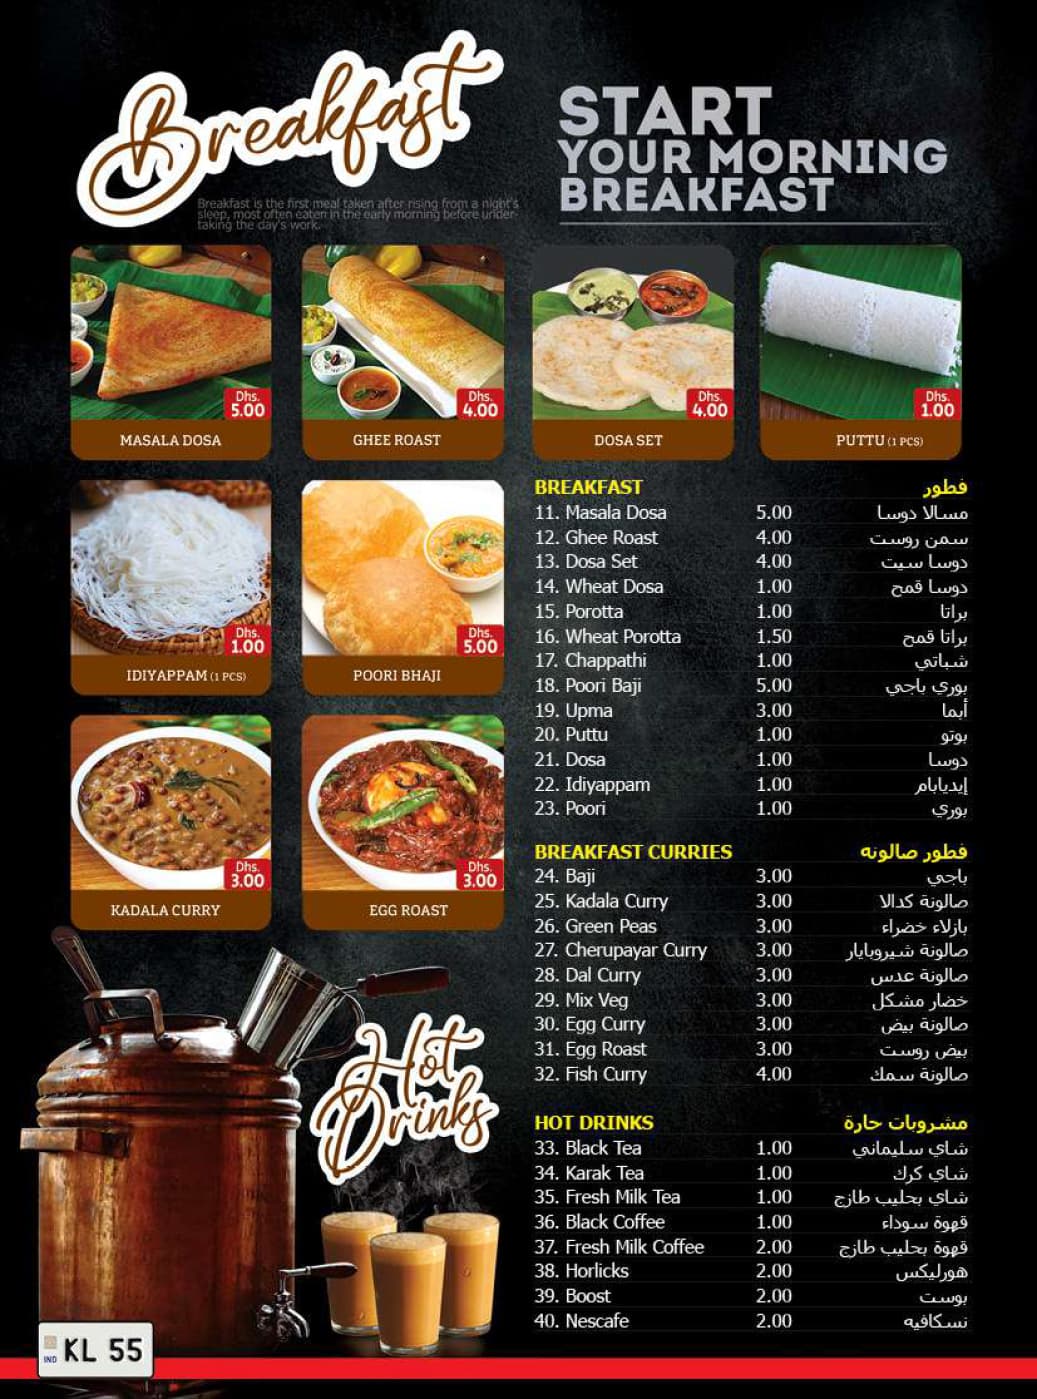 Breakfast
Breakfast is the first meal taken after rising from a night's
sleep, most often eaten in the early morning before under-
taking the day's work.
START
YOUR MORNING
BREAKFAST
Dhs.
5.00
MASALA DOSA
Dhs.
4.00
GHEE ROAST
Dhs.
4.00
DOSA SET
Dhs.
1.00
PUTTU (1 PCS)
Dhs.
1.00
IDIYAPPAM (1 PCS)
Dhs.
5.00
POORI BHAJI
Dhs.
3.00
KADALA CURRY
Dhs.
3.00
EGG ROAST
BREAKFAST فطور
11. Masala Dosa 5.00 مسالا دوسا
12. Ghee Roast 4.00 سمن روست
13. Dosa Set 4.00 دوسا سيت
14. Wheat Dosa 1.00 دوسا قمح
15. Porotta 1.00 براتا
16. Wheat Porotta 1.50 براتا قمح
17. Chappathi 1.00 شباتي
18. Poori Baji 5.00 بوري باجي
19. Upma 3.00 أبما
20. Puttu 1.00 بوتو
21. Dosa 1.00 دوسا
22. Idiyappam 1.00 إيديابام
23. Poori 1.00 بوري
BREAKFAST CURRIES فطور صالونه
24. Baji 3.00 باجي
25. Kadala Curry 3.00 صالونة كدالا
26. Green Peas 3.00 بازلاء خضراء
27. Cherupayar Curry 3.00 صالونة شيروبايار
28. Dal Curry 3.00 صالونة عدس
29. Mix Veg 3.00 خضار مشكل
30. Egg Curry 3.00 صالونة بيض
31. Egg Roast 3.00 بيض روست
32. Fish Curry 4.00 صالونة سمك
Hot
Drinks
HOT DRINKS مشروبات حارة
33. Black Tea 1.00 شاي سليماني
34. Karak Tea 1.00 شاي كرك
35. Fresh Milk Tea 1.00 شاي بحليب طازج
36. Black Coffee 1.00 قهوة سوداء
37. Fresh Milk Coffee 2.00 قهوة بحليب طازج
38. Horlicks 2.00 هورليكس
39. Boost 2.00 بوست
40. Nescafe 2.00 نسكافيه
IND KL 55